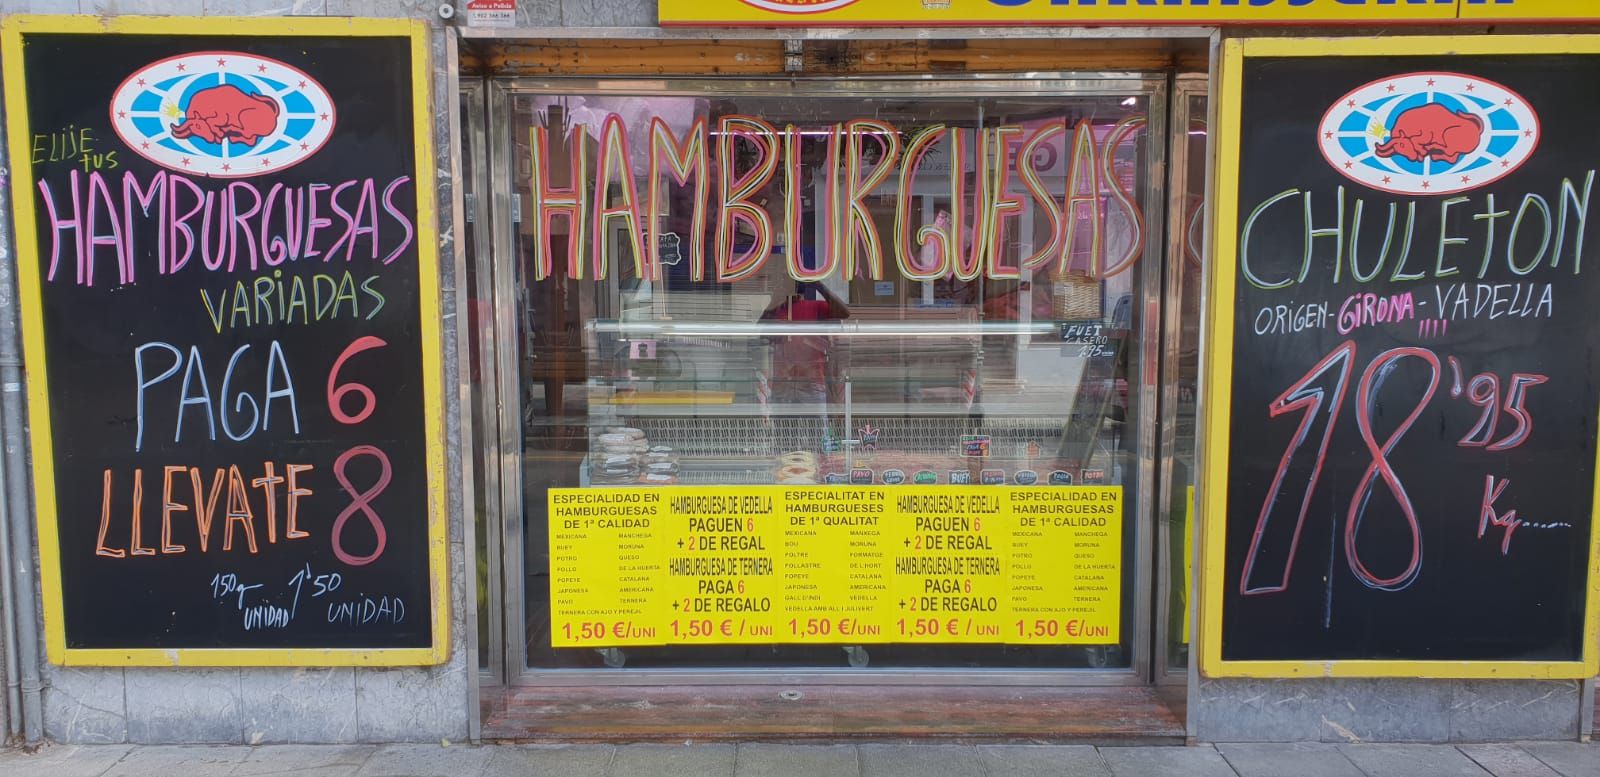 Aviso a Policía
ELIJE
TUS
HAMBURGUESAS
VARIADAS
PAGA 6
LLEVATE 8
150gr UNIDAD
1'50 UNIDAD
HAMBURGUESAS
FUET
CASERO
1'95
ESPECIALIDAD EN
HAMBURGUESAS
DE 1ª CALIDAD
MEXICANA MANCHEGA
BUEY MORUNA
POTRO QUESO
POLLO DE LA HUERTA
POPEYE CATALANA
JAPONESA AMERICANA
PAVO TERNERA
TERNERA CON AJO Y PEREJIL
1,50 €/UNI
HAMBURGUESA DE VEDELLA
PAGUEN 6
+ 2 DE REGAL
HAMBURGUESA DE TERNERA
PAGA 6
+ 2 DE REGALO
1,50 € / UNI
ESPECIALITAT EN
HAMBURGUESES
DE 1ª QUALITAT
MEXICANA MANXEGA
BOU MORUNA
POLTRE FORMATGE
POLLASTRE DE L'HORT
POPEYE CATALANA
JAPONESA AMERICANA
GALL D'INDI VEDELLA
VEDELLA AMB ALL I JULIVERT
1,50 €/UNI
HAMBURGUESA DE VEDELLA
PAGUEN 6
+ 2 DE REGAL
HAMBURGUESA DE TERNERA
PAGA 6
+ 2 DE REGALO
1,50 € / UNI
ESPECIALIDAD EN
HAMBURGUESAS
DE 1ª CALIDAD
MEXICANA MANCHEGA
BUEY MORUNA
POTRO QUESO
POLLO DE LA HUERTA
POPEYE CATALANA
JAPONESA AMERICANA
PAVO TERNERA
TERNERA CON AJO Y PEREJIL
1,50 €/UNI
CHULETON
ORIGEN-GIRONA-VADELLA
18'95
Kg